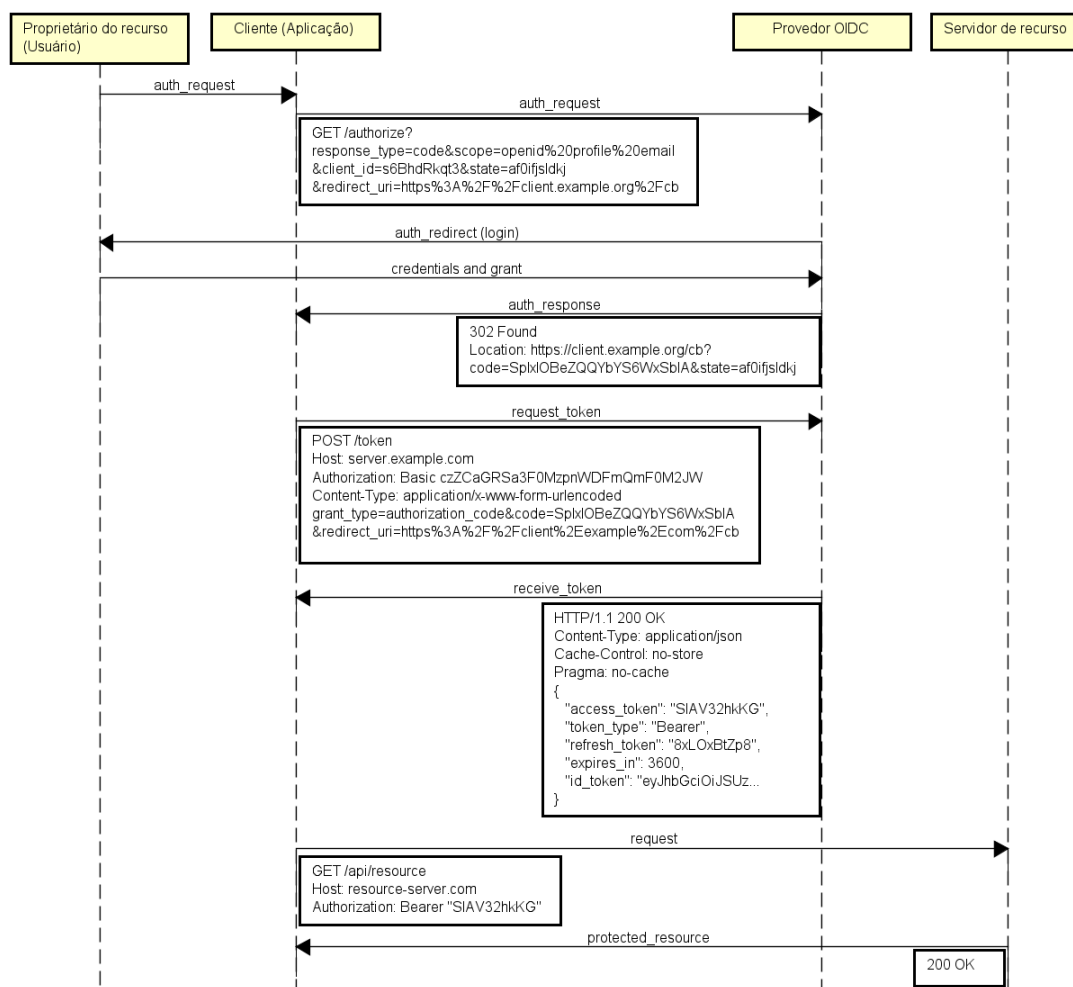 Proprietário do recurso
(Usuário)
Cliente (Aplicação)
Provedor OIDC
Servidor de recurso
auth_request
auth_request
GET /authorize?
response_type=code&scope=openid%20profile%20email
&client_id=s6BhdRkqt3&state=af0ifjsldkj
&redirect_uri=https%3A%2F%2Fclient.example.org%2Fcb
auth_redirect (login)
credentials and grant
auth_response
302 Found
Location: https://client.example.org/cb?
code=SplxlOBeZQQYbYS6WxSbIA&state=af0ifjsldkj
request_token
POST /token
Host: server.example.com
Authorization: Basic czZCaGRSa3F0MzpnWDFmQmF0M2JW
Content-Type: application/x-www-form-urlencoded
grant_type=authorization_code&code=SplxlOBeZQQYbYS6WxSbIA
&redirect_uri=https%3A%2F%2Fclient%2Eexample%2Ecom%2Fcb
receive_token
HTTP/1.1 200 OK
Content-Type: application/json
Cache-Control: no-store
Pragma: no-cache
{
"access_token": "SlAV32hkKG",
"token_type": "Bearer",
"refresh_token": "8xLOxBtZp8",
"expires_in": 3600,
"id_token": "eyJhbGciOiJSUz...
}
request
GET /api/resource
Host: resource-server.com
Authorization: Bearer "SlAV32hkKG"
protected_resource
200 OK